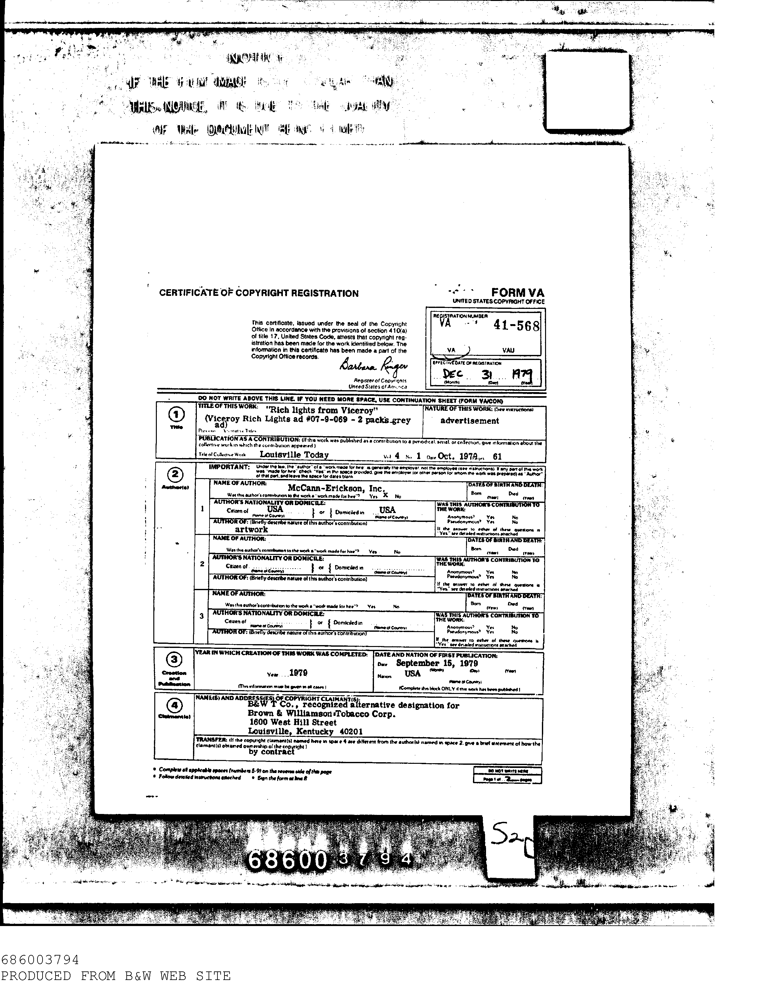 IF THE FILM IMAGE
THIS NOTICE, IT IS DUE TO THE QUALITY
OF THE DOCUMENT BEING FILMED
CERTIFICATE OF COPYRIGHT REGISTRATION
FORM VA
UNITED STATES COPYRIGHT OFFICE
This certificate, issued under the seal of the Copyright
Office in accordance with the provisions of section 410(a)
of title 17, United States Code, attests that copyright reg-
istration has been made for the work identified below. The
information in this certificate has been made a part of the
Copyright Office records.
Barbara Ringer
Register of Copyrights
United States of America
REGISTRATION NUMBER
VA 41-568
VA VAU
EFFECTIVE DATE OF REGISTRATION
DEC 31 1979
(Month) (Day) (Year)
DO NOT WRITE ABOVE THIS LINE. IF YOU NEED MORE SPACE, USE CONTINUATION SHEET (FORM VA/CON)
1
Title
TITLE OF THIS WORK: "Rich lights from Viceroy"
(Viceroy Rich Lights ad #07-9-069 - 2 packs.grey
ad)
NATURE OF THIS WORK: (See instructions)
advertisement
PUBLICATION AS A CONTRIBUTION: (If this work was published as a contribution to a periodical, serial, or collection, give information about the
collective work in which the contribution appeared.)
Title of Collective Work Louisville Today Vol 4 No 1 Date Oct. 1979 61
2
Author(s)
IMPORTANT: Under the law, the "author" of a "work made for hire" is generally the employer, not the employee (see instructions). If any part of this work
was "made for hire" check "Yes" in the space provided, give the employer (or other person for whom the work was prepared) as "Author"
of that part, and leave the space for dates blank.
1
NAME OF AUTHOR: McCann-Erickson, Inc.
Was this author's contribution to the work a "work made for hire"? Yes X No
DATES OF BIRTH AND DEATH:
Born Died
(Year) (Year)
AUTHOR'S NATIONALITY OR DOMICILE:
Citizen of USA } or { Domiciled in USA
(Name of Country) (Name of Country)
WAS THIS AUTHOR'S CONTRIBUTION TO
THE WORK:
Anonymous? Yes No
Pseudonymous? Yes No
AUTHOR OF: (Briefly describe nature of this author's contribution)
artwork
If the answer to either of these questions is
"Yes," see detailed instructions attached
2
NAME OF AUTHOR:
Was this author's contribution to the work a "work made for hire"? Yes No
DATES OF BIRTH AND DEATH:
Born Died
(Year) (Year)
AUTHOR'S NATIONALITY OR DOMICILE:
Citizen of } or { Domiciled in
(Name of Country) (Name of Country)
WAS THIS AUTHOR'S CONTRIBUTION TO
THE WORK:
Anonymous? Yes No
Pseudonymous? Yes No
AUTHOR OF: (Briefly describe nature of this author's contribution)
If the answer to either of these questions is
"Yes," see detailed instructions attached
3
NAME OF AUTHOR:
Was this author's contribution to the work a "work made for hire"? Yes No
DATES OF BIRTH AND DEATH:
Born Died
(Year) (Year)
AUTHOR'S NATIONALITY OR DOMICILE:
Citizen of } or { Domiciled in
(Name of Country) (Name of Country)
WAS THIS AUTHOR'S CONTRIBUTION TO
THE WORK:
Anonymous? Yes No
Pseudonymous? Yes No
AUTHOR OF: (Briefly describe nature of this author's contribution)
If the answer to either of these questions is
"Yes," see detailed instructions attached
3
Creation
and
Publication
YEAR IN WHICH CREATION OF THIS WORK WAS COMPLETED:
Year 1979
(This information must be given in all cases.)
DATE AND NATION OF FIRST PUBLICATION:
Date September 15, 1979
(Month) (Day) (Year)
Nation USA
(Name of Country)
(Complete this block ONLY if this work has been published.)
4
Claimant(s)
NAME(S) AND ADDRESS(ES) OF COPYRIGHT CLAIMANT(S):
B&W T Co., recognized alternative designation for
Brown & Williamson Tobacco Corp.
1600 West Hill Street
Louisville, Kentucky 40201
TRANSFER: (If the copyright claimant(s) named here in space 4 are different from the author(s) named in space 2, give a brief statement of how the
claimant(s) obtained ownership of the copyright.)
by contract
* Complete all applicable spaces (numbers 5-9) on the reverse side of this page
* Follow detailed instructions attached * Sign the form at line 8
DO NOT WRITE HERE
Page 1 of 2 pages
68600 3794
686003794
PRODUCED FROM B&W WEB SITE